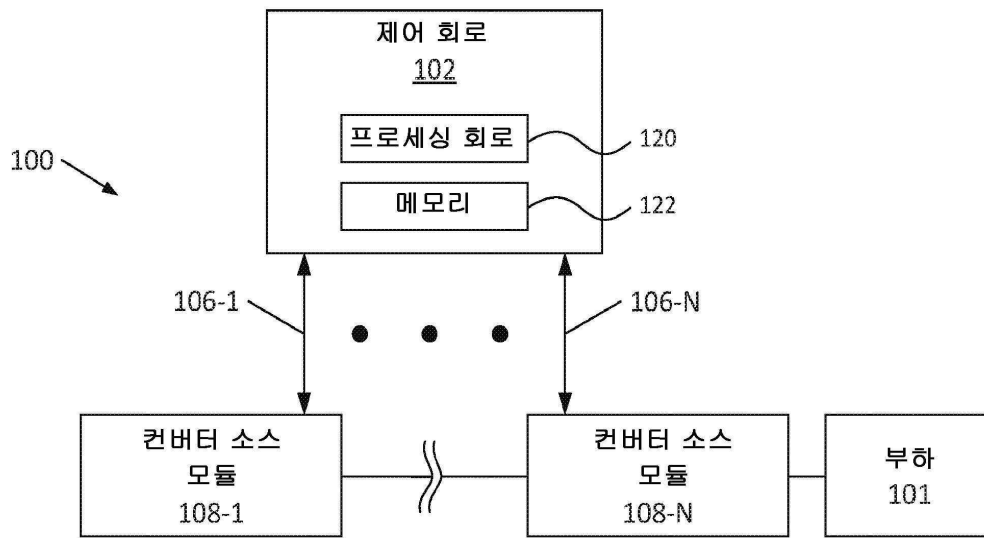 제어 회로
102
프로세싱 회로
120
100
메모리
122
106-1
106-N
컨버터 소스
모듈
108-1
컨버터 소스
모듈
108-N
부하
101